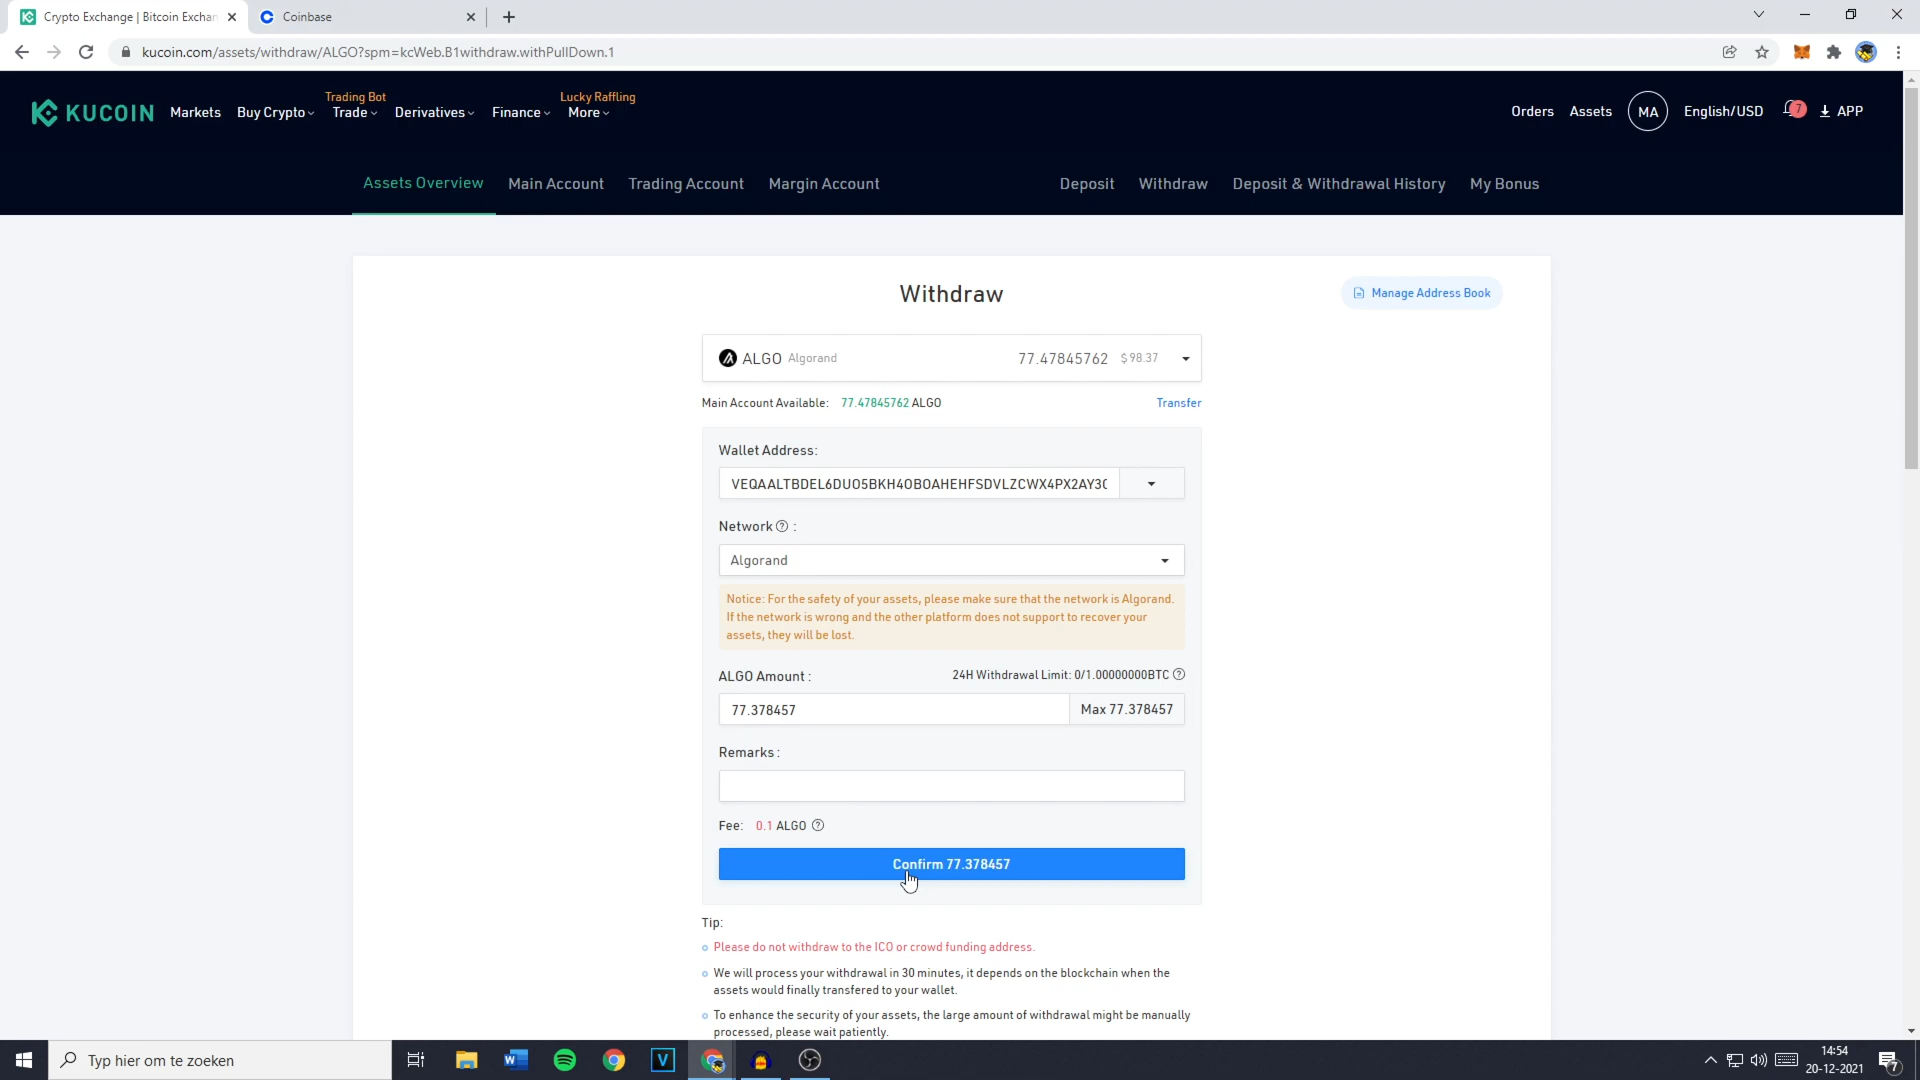 Crypto Exchange | Bitcoin Exchan
Coinbase
kucoin.com/assets/withdraw/ALGO?spm=kcWeb.B1withdraw.withPullDown.1
KUCOIN
Markets
Buy Crypto
Trading Bot
Trade
Derivatives
Finance
Lucky Raffling
More
Orders
Assets
MA
English/USD
7
APP
Assets Overview
Main Account
Trading Account
Margin Account
Deposit
Withdraw
Deposit & Withdrawal History
My Bonus
Withdraw
Manage Address Book
ALGO Algorand 77.47845762 $98.37
Main Account Available: 77.47845762 ALGO
Transfer
Wallet Address:
VEQAALTBDEL6DUO5BKH4OBOAHEHFSDVLZCWX4PX2AY3
Network ? :
Algorand
Notice: For the safety of your assets, please make sure that the network is Algorand.
If the network is wrong and the other platform does not support to recover your
assets, they will be lost.
ALGO Amount :
24H Withdrawal Limit: 0/1.00000000BTC ?
77.378457
Max 77.378457
Remarks :
Fee: 0.1 ALGO ?
Confirm 77.378457
Tip:
Please do not withdraw to the ICO or crowd funding address.
We will process your withdrawal in 30 minutes, it depends on the blockchain when the
assets would finally transfered to your wallet.
To enhance the security of your assets, the large amount of withdrawal might be manually
processed, please wait patiently.
Typ hier om te zoeken
14:54
20-12-2021
7